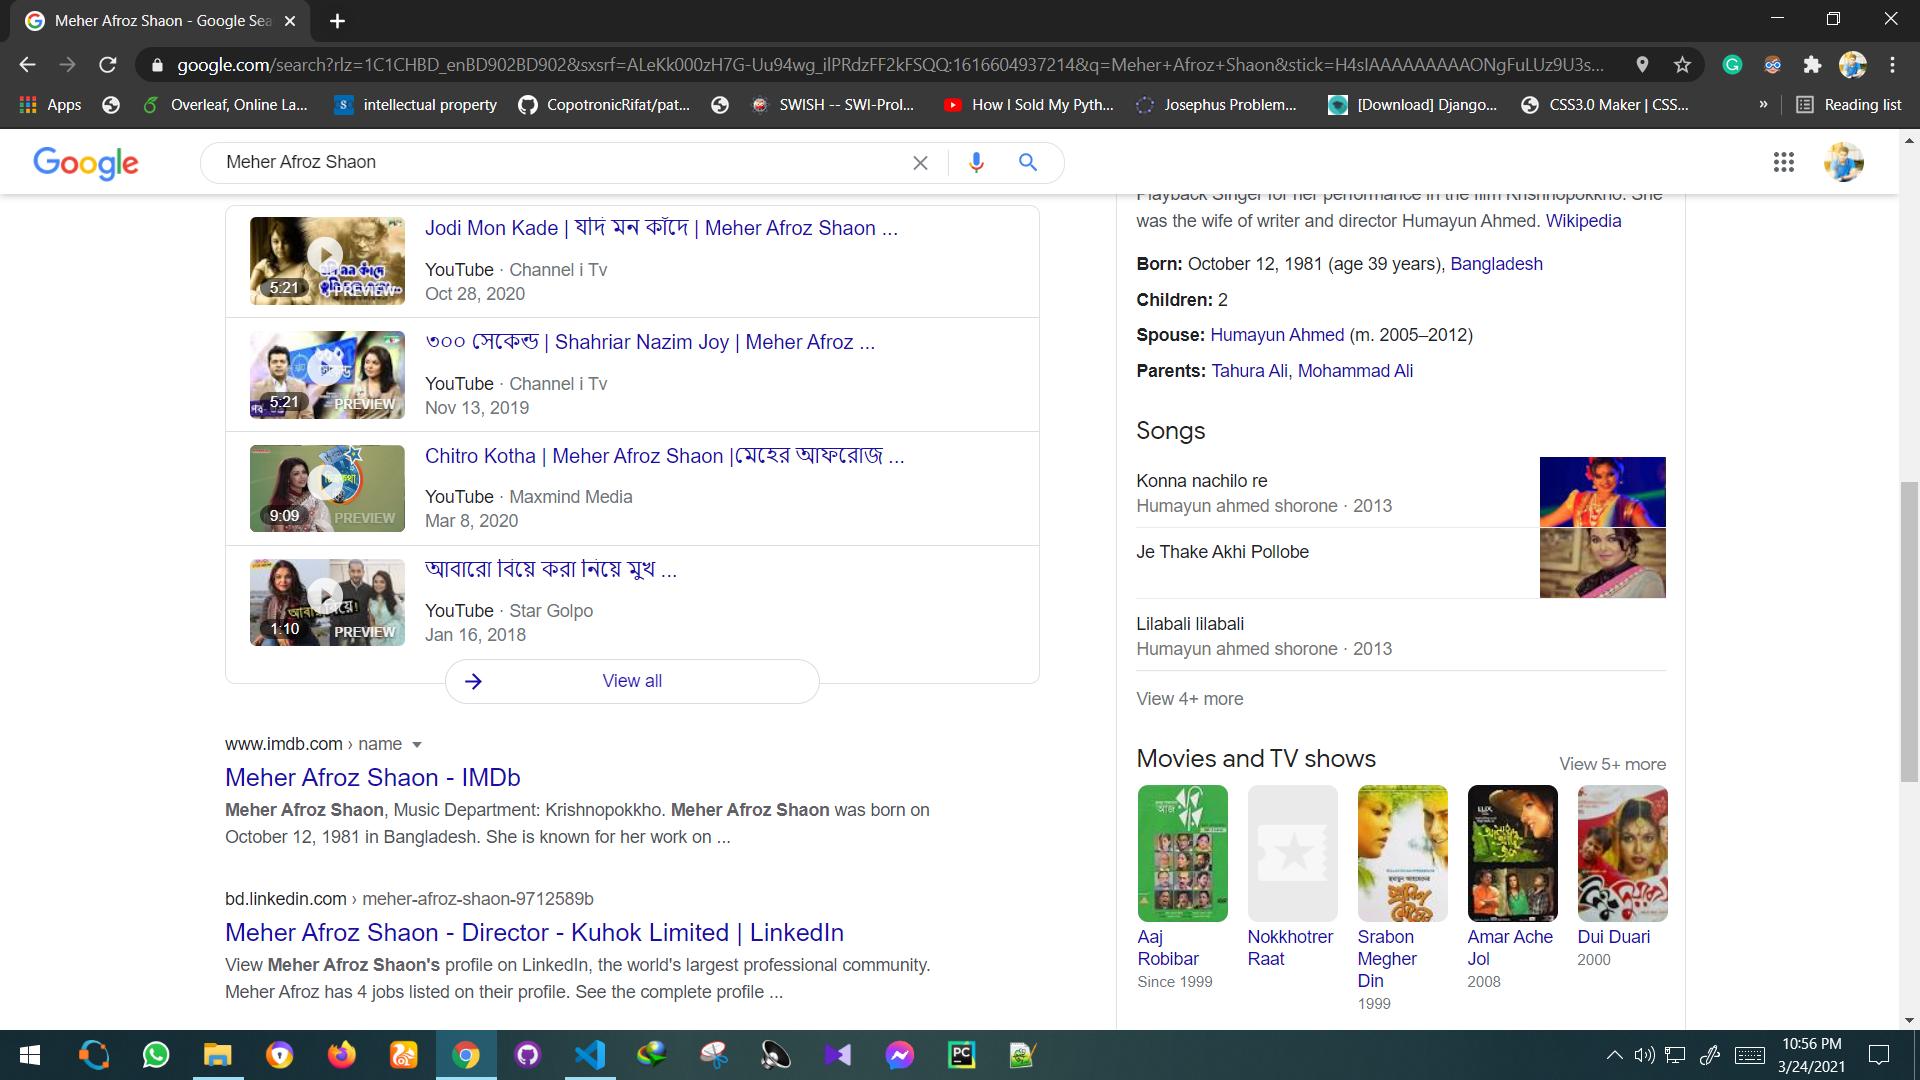 Meher Afroz Shaon - Google Sea
google.com/search?rlz=1C1CHBD_enBD902BD902&sxsrf=ALeKk000zH7G-Uu94wg_ilPRdzFF2kFSQQ:1616604937214&q=Meher+Afroz+Shaon&stick=H4sIAAAAAAAAAONgFuLUz9U3s...
Apps
Overleaf, Online La...
intellectual property
CopotronicRifat/pat...
SWISH -- SWI-Prol...
How I Sold My Pyth...
Josephus Problem...
[Download] Django...
CSS3.0 Maker | CSS...
»
Reading list
Google
Meher Afroz Shaon
Jodi Mon Kade | যদি মন কাঁদে | Meher Afroz Shaon ...
YouTube · Channel i Tv
Oct 28, 2020
5:21
PREVIEW
৩০০ সেকেন্ড | Shahriar Nazim Joy | Meher Afroz ...
YouTube · Channel i Tv
Nov 13, 2019
5:21
PREVIEW
Chitro Kotha | Meher Afroz Shaon |মেহের আফরোজ ...
YouTube · Maxmind Media
Mar 8, 2020
9:09
PREVIEW
আবারো বিয়ে করা নিয়ে মুখ ...
YouTube · Star Golpo
Jan 16, 2018
1:10
PREVIEW
View all
www.imdb.com › name
Meher Afroz Shaon - IMDb
Meher Afroz Shaon, Music Department: Krishnopokkho. Meher Afroz Shaon was born on
October 12, 1981 in Bangladesh. She is known for her work on ...
bd.linkedin.com › meher-afroz-shaon-9712589b
Meher Afroz Shaon - Director - Kuhok Limited | LinkedIn
View Meher Afroz Shaon's profile on LinkedIn, the world's largest professional community.
Meher Afroz has 4 jobs listed on their profile. See the complete profile ...
Playback Singer for her performance in the film Krishnopokkho. She
was the wife of writer and director Humayun Ahmed. Wikipedia
Born: October 12, 1981 (age 39 years), Bangladesh
Children: 2
Spouse: Humayun Ahmed (m. 2005–2012)
Parents: Tahura Ali, Mohammad Ali
Songs
Konna nachilo re
Humayun ahmed shorone · 2013
Je Thake Akhi Pollobe
Lilabali lilabali
Humayun ahmed shorone · 2013
View 4+ more
Movies and TV shows
View 5+ more
Aaj
Robibar
Since 1999
Nokkhotrer
Raat
Srabon
Megher
Din
1999
Amar Ache
Jol
2008
Dui Duari
2000
10:56 PM
3/24/2021